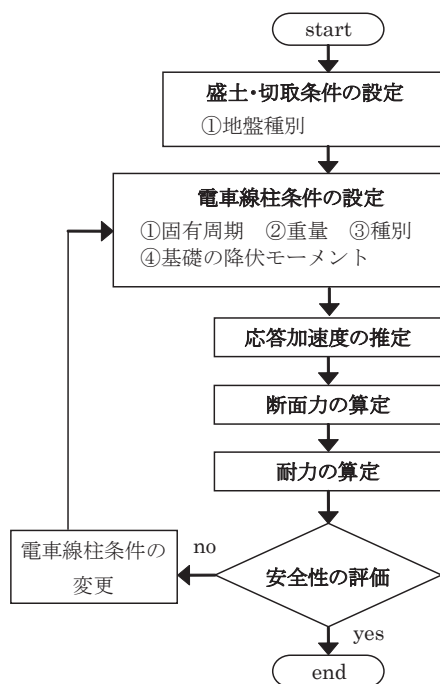 start
盛土・切取条件の設定
①地盤種別
電車線柱条件の設定
①固有周期　②重量　③種別
④基礎の降伏モーメント
応答加速度の推定
断面力の算定
耐力の算定
安全性の評価
no
電車線柱条件の
変更
yes
end